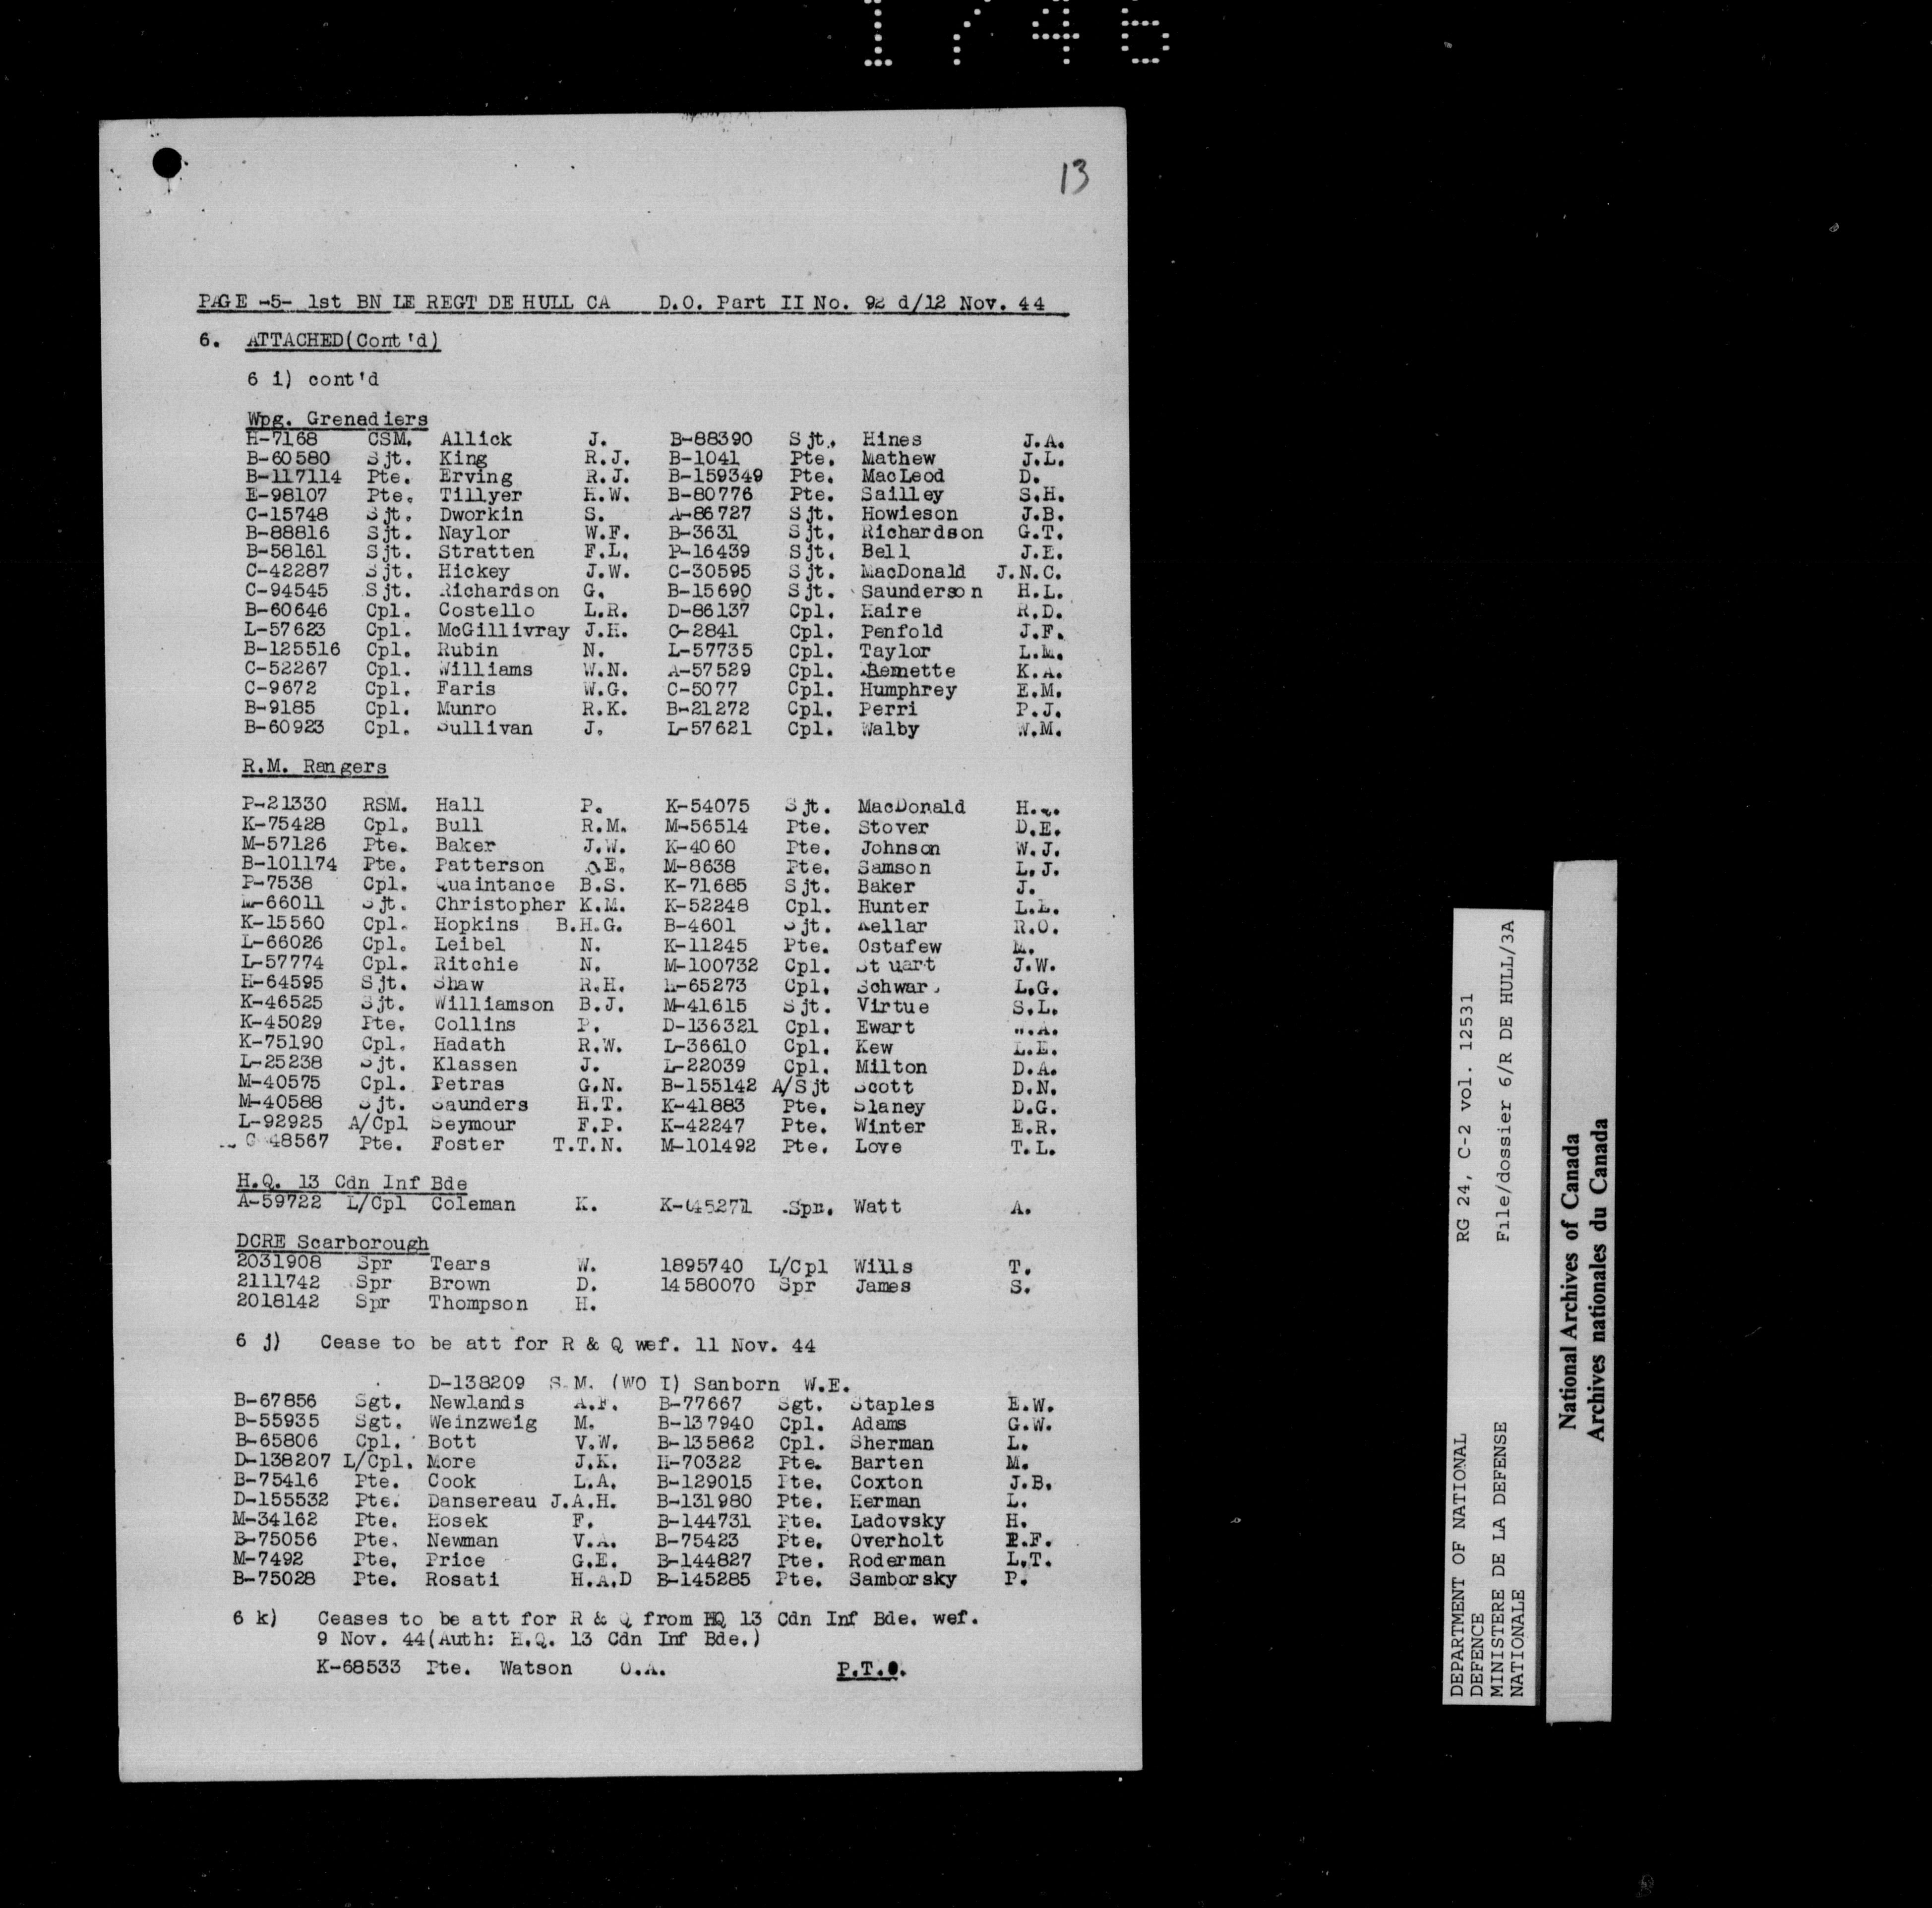 1746
13
PAGE -5- 1st BN LE REGT DE HULL CA D.O. Part II No. 92 d/12 Nov. 44
6. ATTACHED(Cont'd)
6 i) cont'd
Wpg. Grenadiers
H-7168 CSM. Allick J. B-88390 Sjt. Hines J.A.
B-60580 Sjt. King R.J. B-1041 Pte. Mathew J.L.
B-117114 Pte. Erving R.J. B-159349 Pte. MacLeod D.
E-98107 Pte. Tillyer H.W. B-80776 Pte. Sailley S.H.
C-15748 Sjt. Dworkin S. A-86727 Sjt. Howieson J.B.
B-88816 Sjt. Naylor W.F. B-3631 Sjt. Richardson G.T.
B-58161 Sjt. Stratten F.L. P-16439 Sjt. Bell J.E.
C-42287 Sjt. Hickey J.W. C-30595 Sjt. MacDonald J.N.C.
C-94545 Sjt. Richardson G. B-15690 Sjt. Saunderson H.L.
B-60646 Cpl. Costello L.R. D-86137 Cpl. Haire R.D.
L-57623 Cpl. McGillivray J.H. C-2841 Cpl. Penfold J.F.
B-125516 Cpl. Rubin N. L-57735 Cpl. Taylor L.M.
C-52267 Cpl. Williams W.N. A-57529 Cpl. Bemette K.A.
C-9672 Cpl. Faris W.G. C-5077 Cpl. Humphrey E.M.
B-9185 Cpl. Munro R.K. B-21272 Cpl. Perri P.J.
B-60923 Cpl. Sullivan J. L-57621 Cpl. Walby W.M.
R.M. Rangers
P-21330 RSM. Hall P. K-54075 Sjt. MacDonald
K-75428 Cpl. Bull R.M. M-56514 Pte. Stover D.E.
M-57126 Pte. Baker J.W. K-4060 Pte. Johnson W.J.
B-101174 Pte. Patterson M-8638 Pte. Samson L.J.
P-7538 Cpl. Quaintance B.S. K-71685 Sjt. Baker J.
M-66011 Sjt. Christopher K.M. K-52248 Cpl. Hunter L.E.
K-15560 Cpl. Hopkins B.H.G. B-4601 Sjt. Kellar R.O.
L-66026 Cpl. Leibel N. K-11245 Pte. Ostafew M.
L-57774 Cpl. Ritchie N. M-100732 Cpl. Stuart J.W.
H-64595 Sjt. Shaw R.H. Cpl. L.G.
K-46525 Sjt. Williamson B.J. M-41615 Sjt. Virtue S.L.
K-45029 Pte. Collins P. D-136321 Cpl. Ewart
K-75190 Cpl. Hadath R.W. L-36610 Cpl. Kew L.E.
L-25238 Sjt. Klassen J. L-22039 Cpl. Milton D.A.
M-40575 Cpl. Petras G.N. B-155142 A/Sjt Scott D.N.
M-40588 Sjt. Saunders H.T. K-41883 Pte. Slaney D.G.
L-92925 A/Cpl Seymour F.P. K-42247 Pte. Winter E.R.
G 48567 Pte. Foster T.T.N. M-101492 Pte. Love T.L.
H.Q. 13 Cdn Inf Bde
A-59722 L/Cpl Coleman K. Spr. Watt A.
DCRE Scarborough
2031908 Spr Tears W. 1895740 L/Cpl Wills T.
2111742 Spr Brown D. 14580070 Spr James S.
2018142 Spr Thompson H.
6 j) Cease to be att for R & Q wef. 11 Nov. 44
D-138209 S.M. (WO I) Sanborn W.E.
B-67856 Sgt. Newlands A.F. B-77667 Sgt. Staples E.W.
B-55935 Sgt. Weinzweig M. B-137940 Cpl. Adams G.W.
B-65806 Cpl. Bott V.W. B-135862 Cpl. Sherman L.
D-138207 L/Cpl. More J.K. H-70322 Pte. Barten M.
B-75416 Pte. Cook L.A. B-129015 Pte. Coxton J.B.
D-155532 Pte. Dansereau J.A.H. B-131980 Pte. Herman L.
M-34162 Pte. Hosek F. B-144731 Pte. Ladovsky H.
B-75056 Pte. Newman V.A. B-75423 Pte. Overholt
M-7492 Pte. Price G.E. B-144827 Pte. Roderman L.T.
B-75028 Pte. Rosati H.A.D B-145285 Pte. Samborsky P.
6 k) Ceases to be att for R & Q from HQ 13 Cdn Inf Bde. wef.
9 Nov. 44(Auth: H.Q. 13 Cdn Inf Bde.)
K-68533 Pte. Watson O.A. P.T.O.
DEPARTMENT OF NATIONAL
DEFENCE
MINISTERE DE LA DEFENSE
NATIONALE
RG 24, C-2 vol. 12531
File/dossier 6/R DE HULL/3A
National Archives of Canada
Archives nationales du Canada